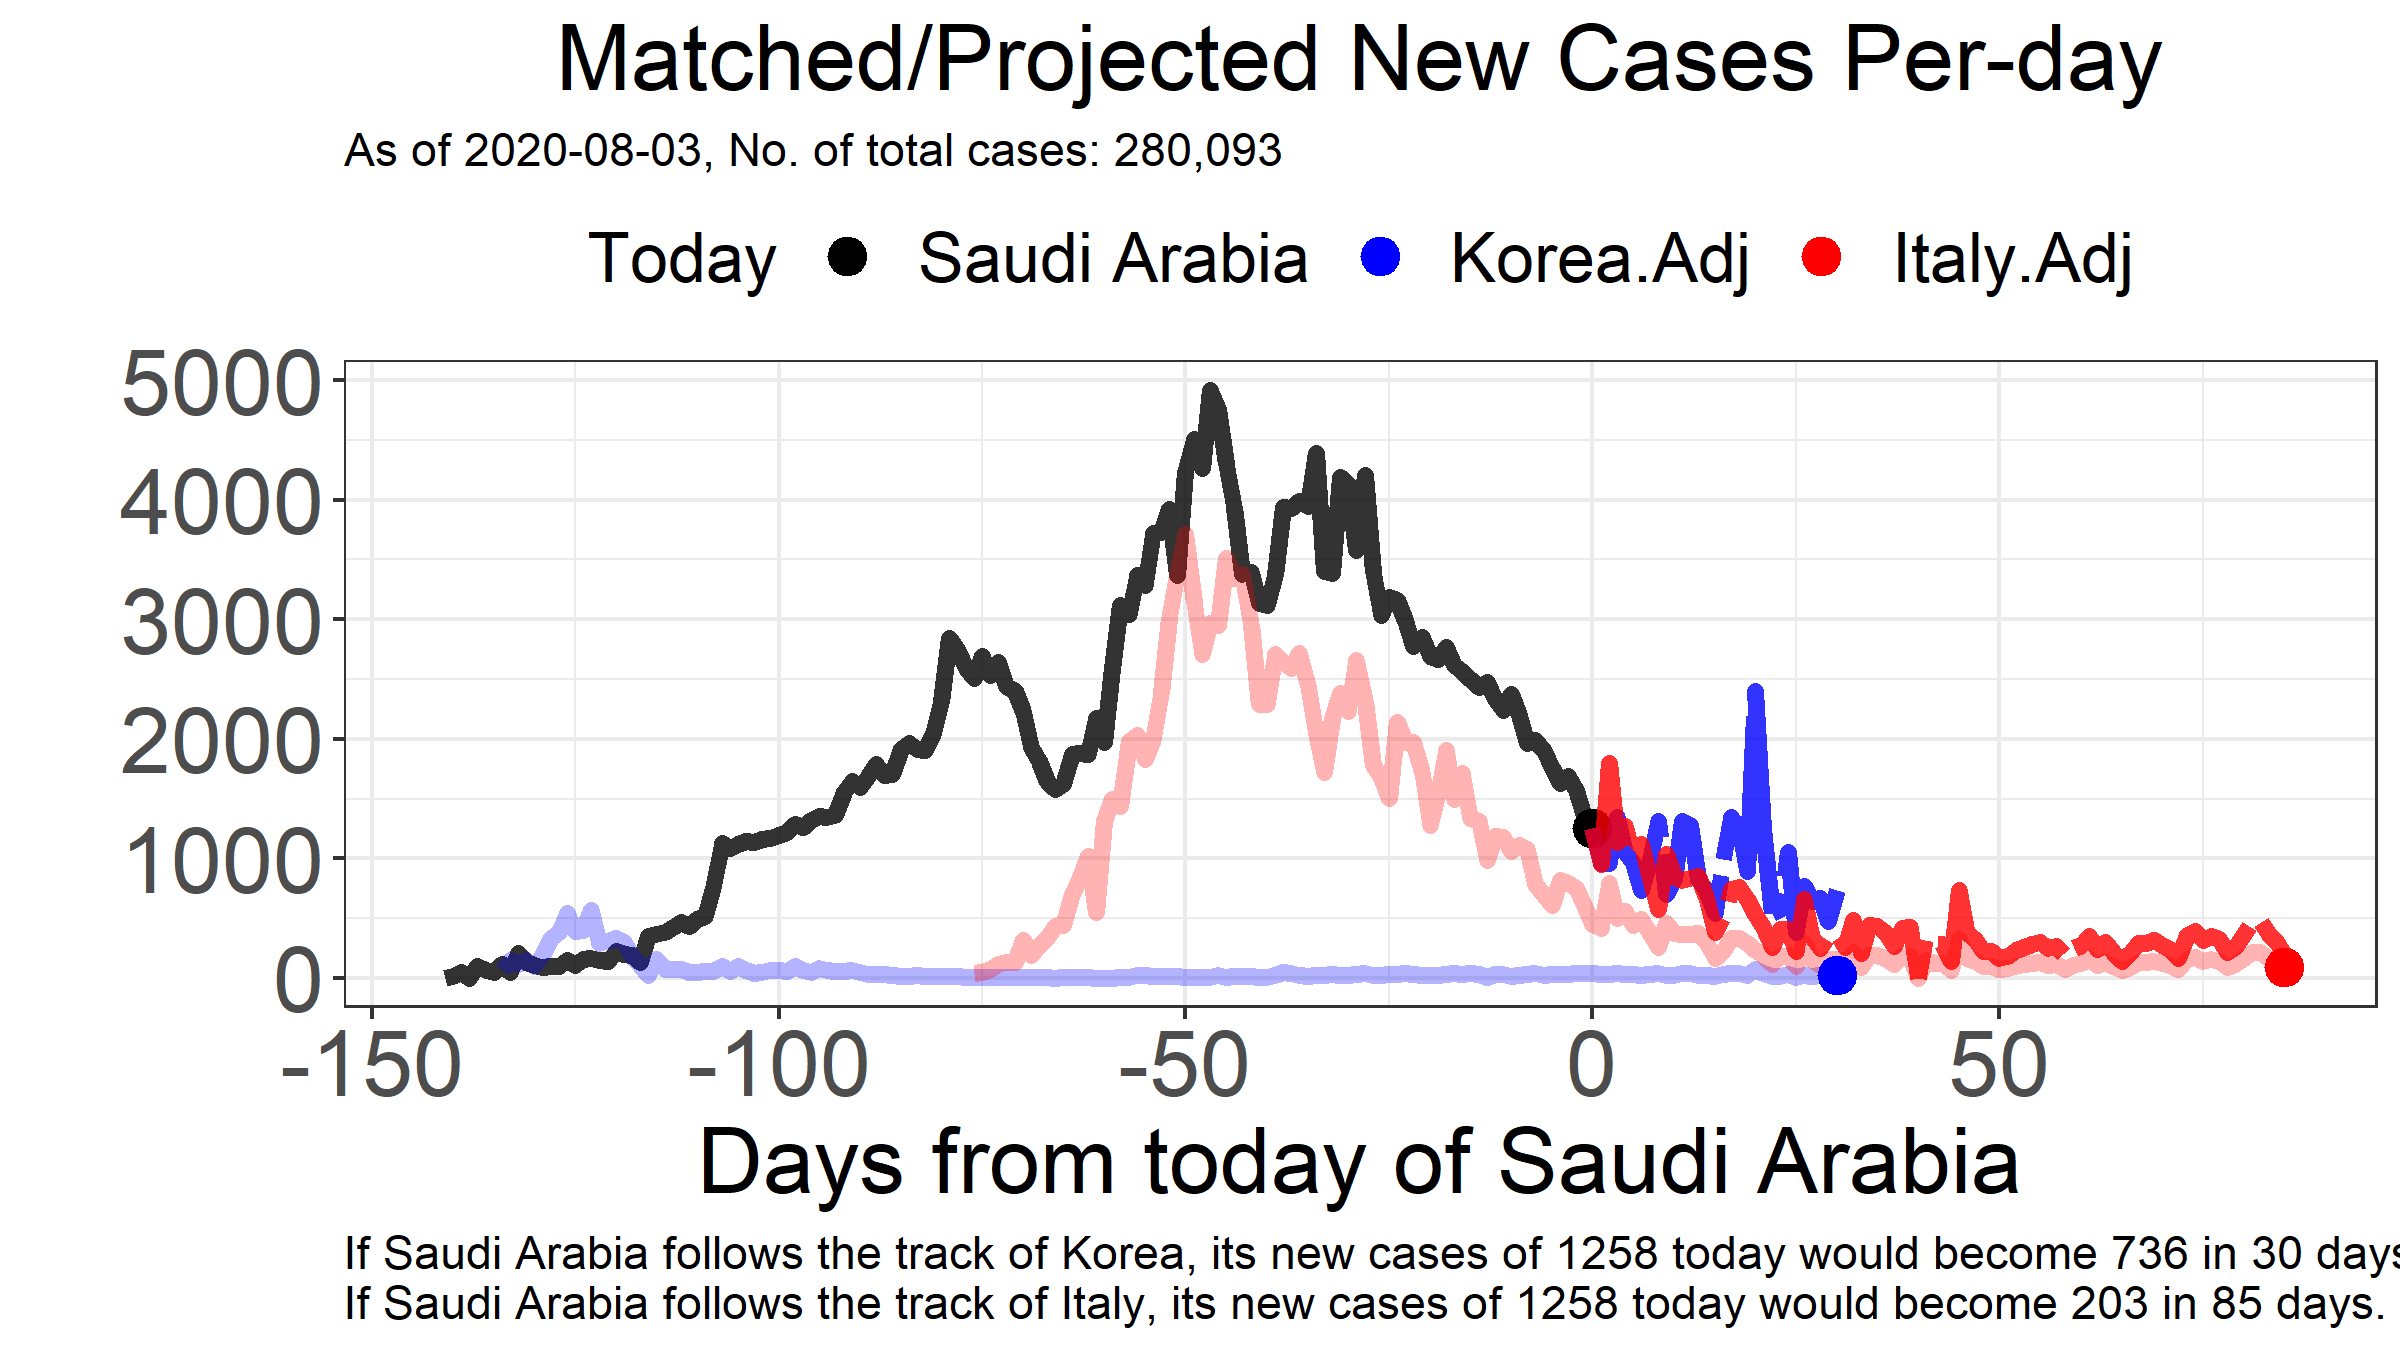 Matched/Projected New Cases Per-day
As of 2020-08-03, No. of total cases: 280,093
Today Saudi Arabia Korea.Adj Italy.Adj
5000
4000
3000
2000
1000
0
-150 -100 -50 0 50
Days from today of Saudi Arabia
If Saudi Arabia follows the track of Korea, its new cases of 1258 today would become 736 in 30 days
If Saudi Arabia follows the track of Italy, its new cases of 1258 today would become 203 in 85 days.